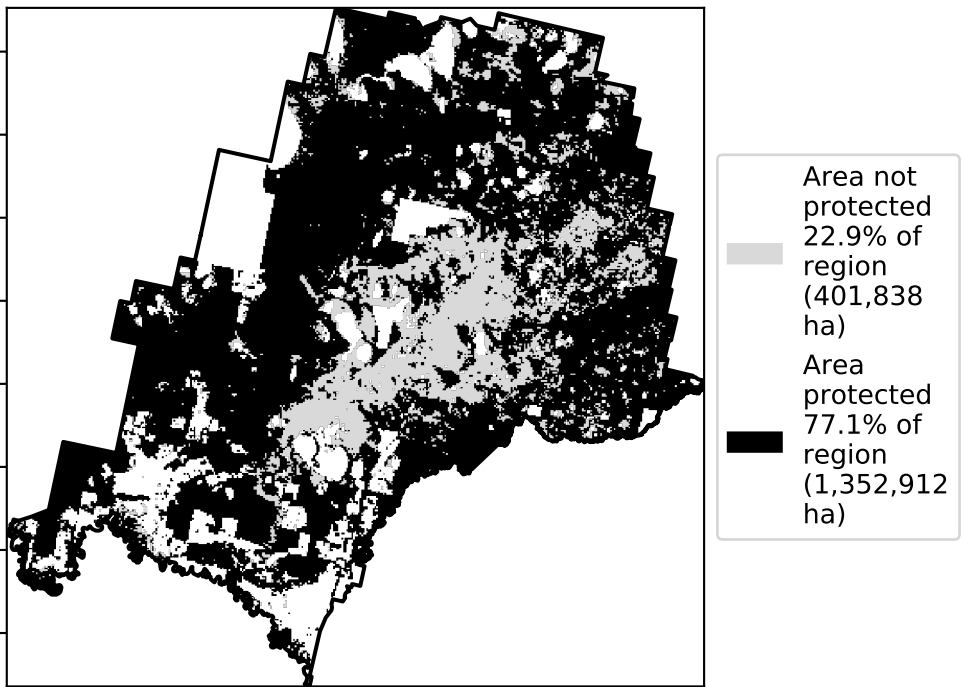 Area not
protected
22.9% of
region
(401,838
ha)
Area
protected
77.1% of
region
(1,352,912
ha)